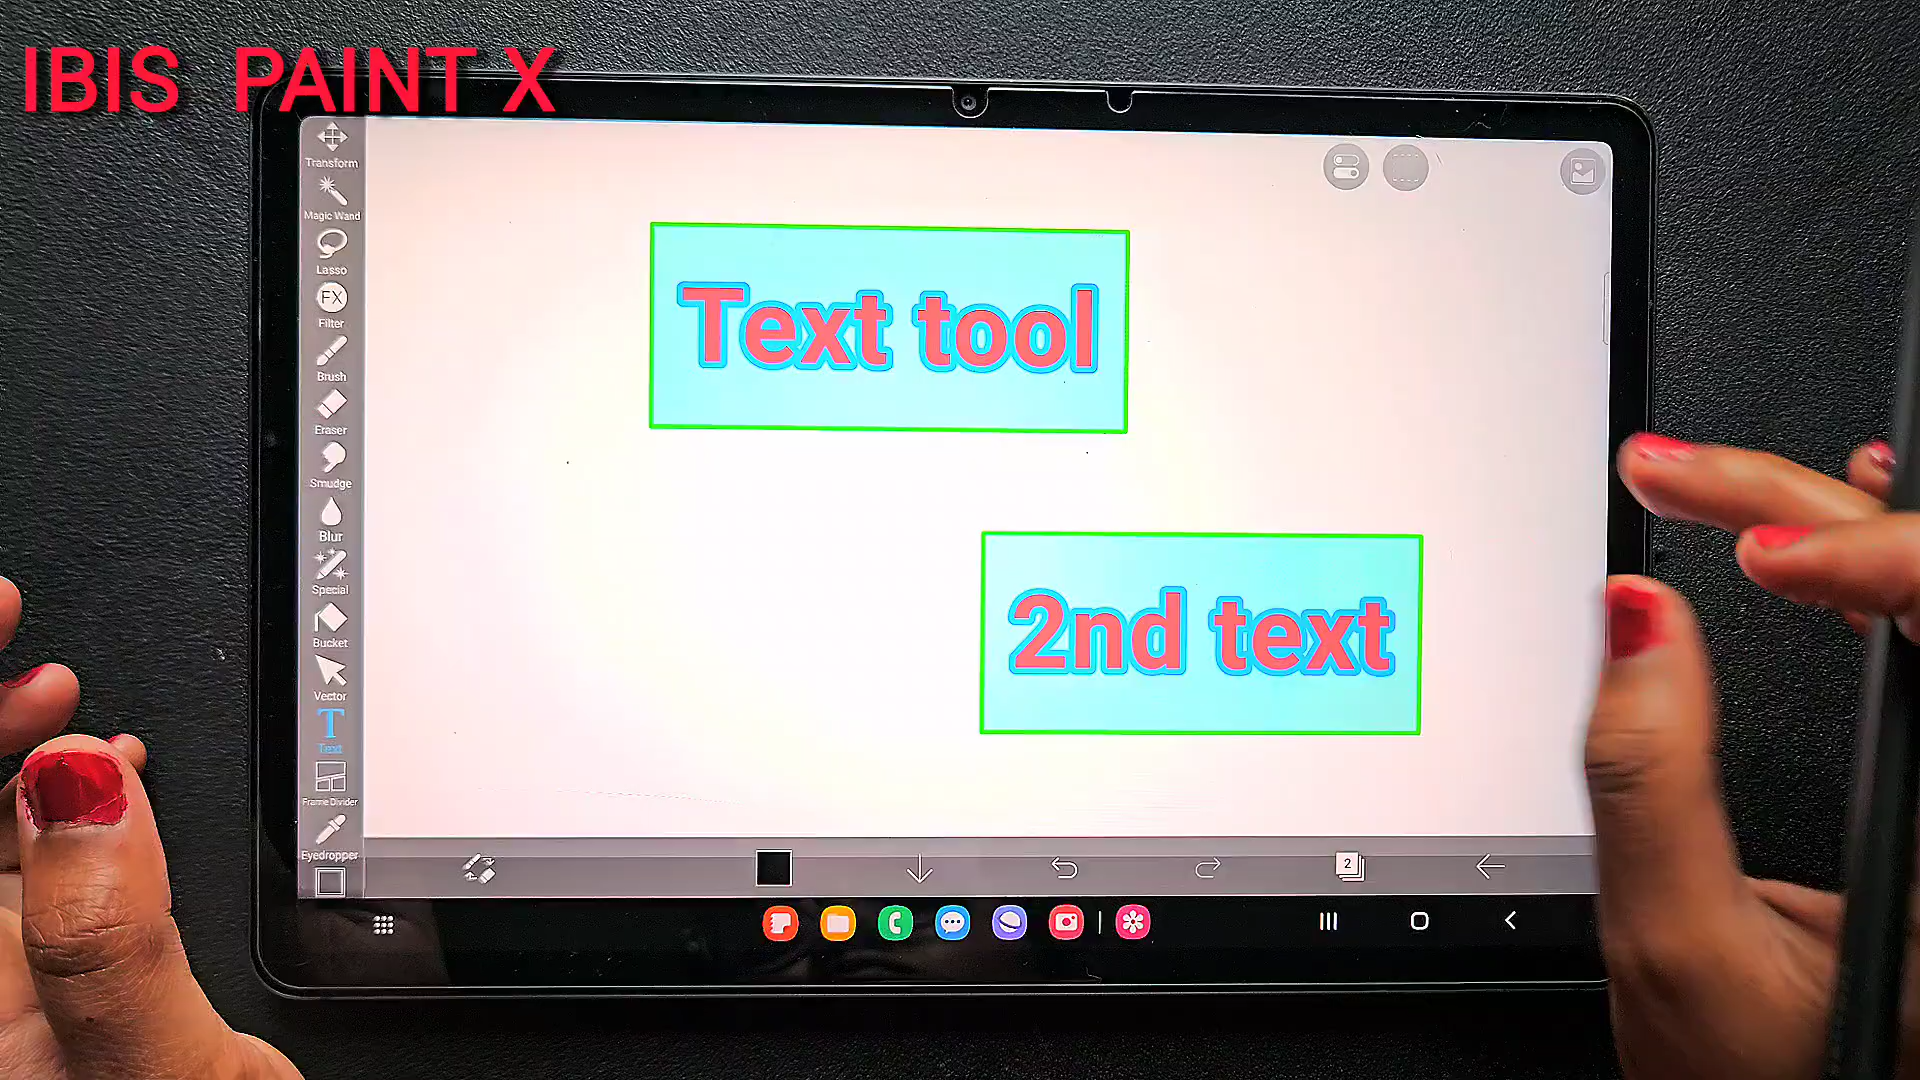 IBIS PAINT X
Transform
Magic Wand
Lasso
FX
Filter
Brush
Eraser
Smudge
Blur
Special
Bucket
Vector
T
Text
Frame Divider
Eyedropper
Text tool
2nd text
2